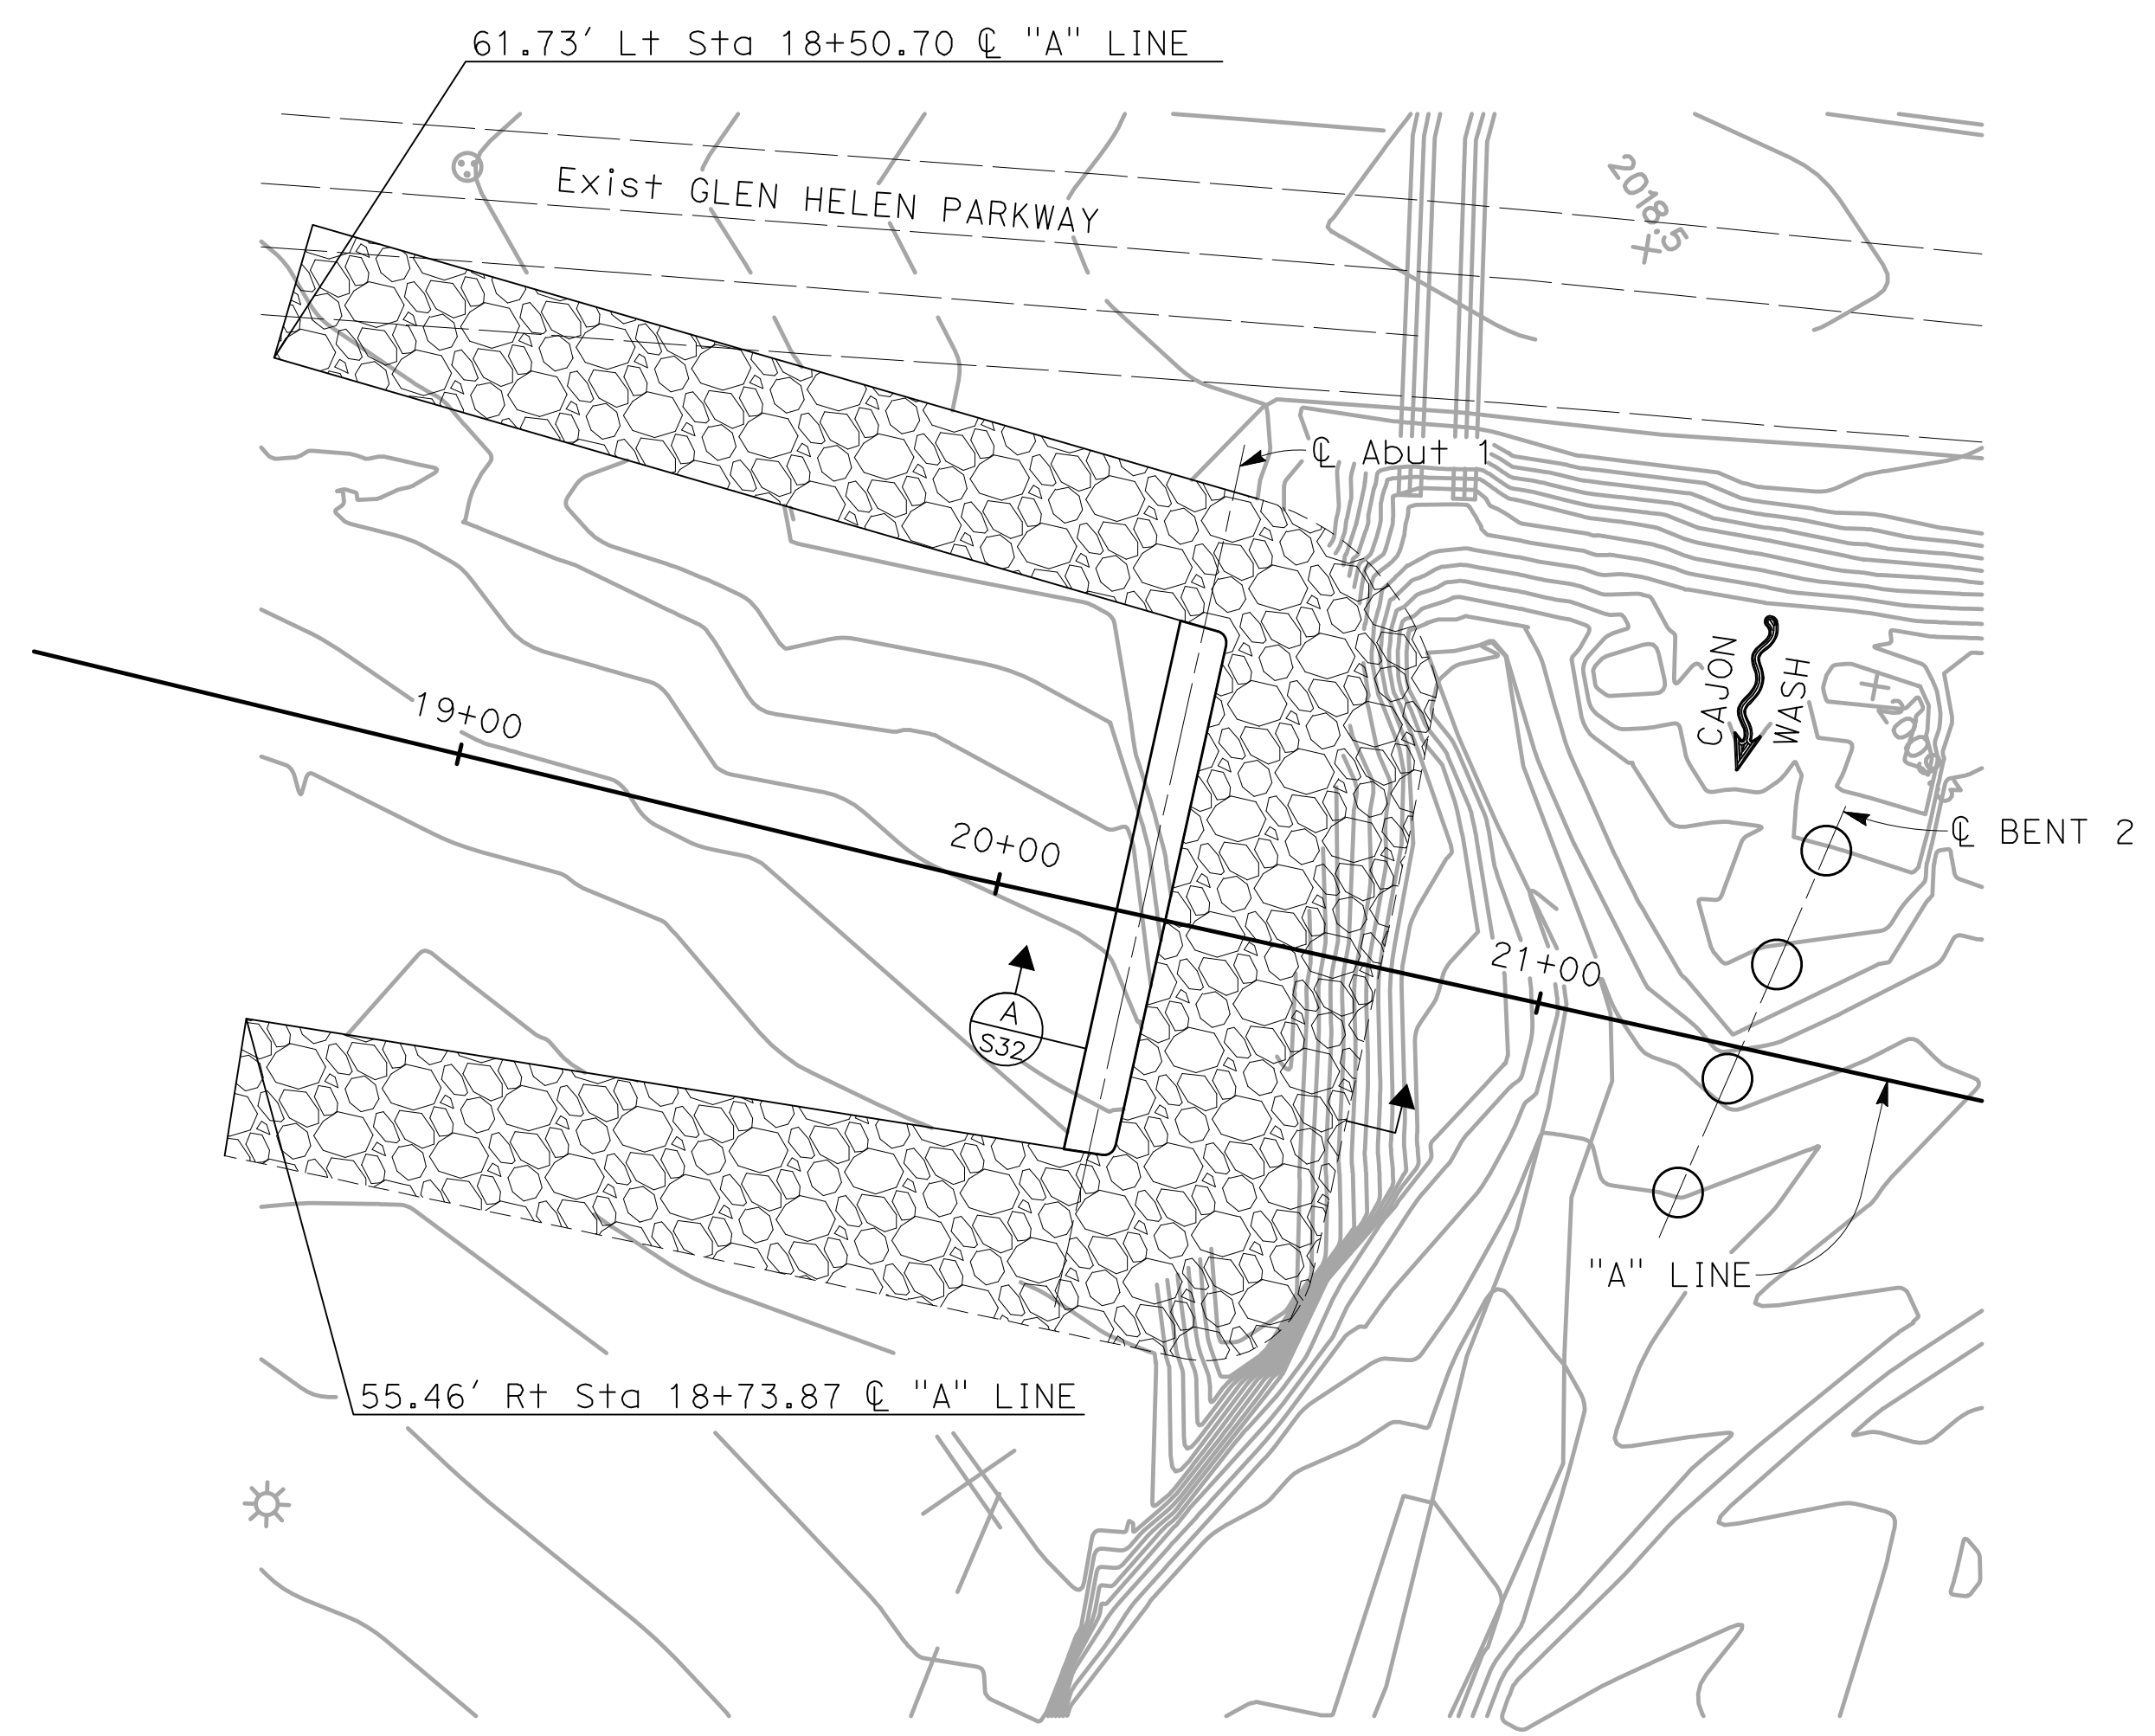 61.73' Lt Sta 18+50.70 ℄ "A" LINE
Exist GLEN HELEN PARKWAY
2018.5
℄ Abut 1
CAJON
WASH
19+00
20+00
℄ BENT 2
21+00
A
S32
"A" LINE
55.46' Rt Sta 18+73.87 ℄ "A" LINE